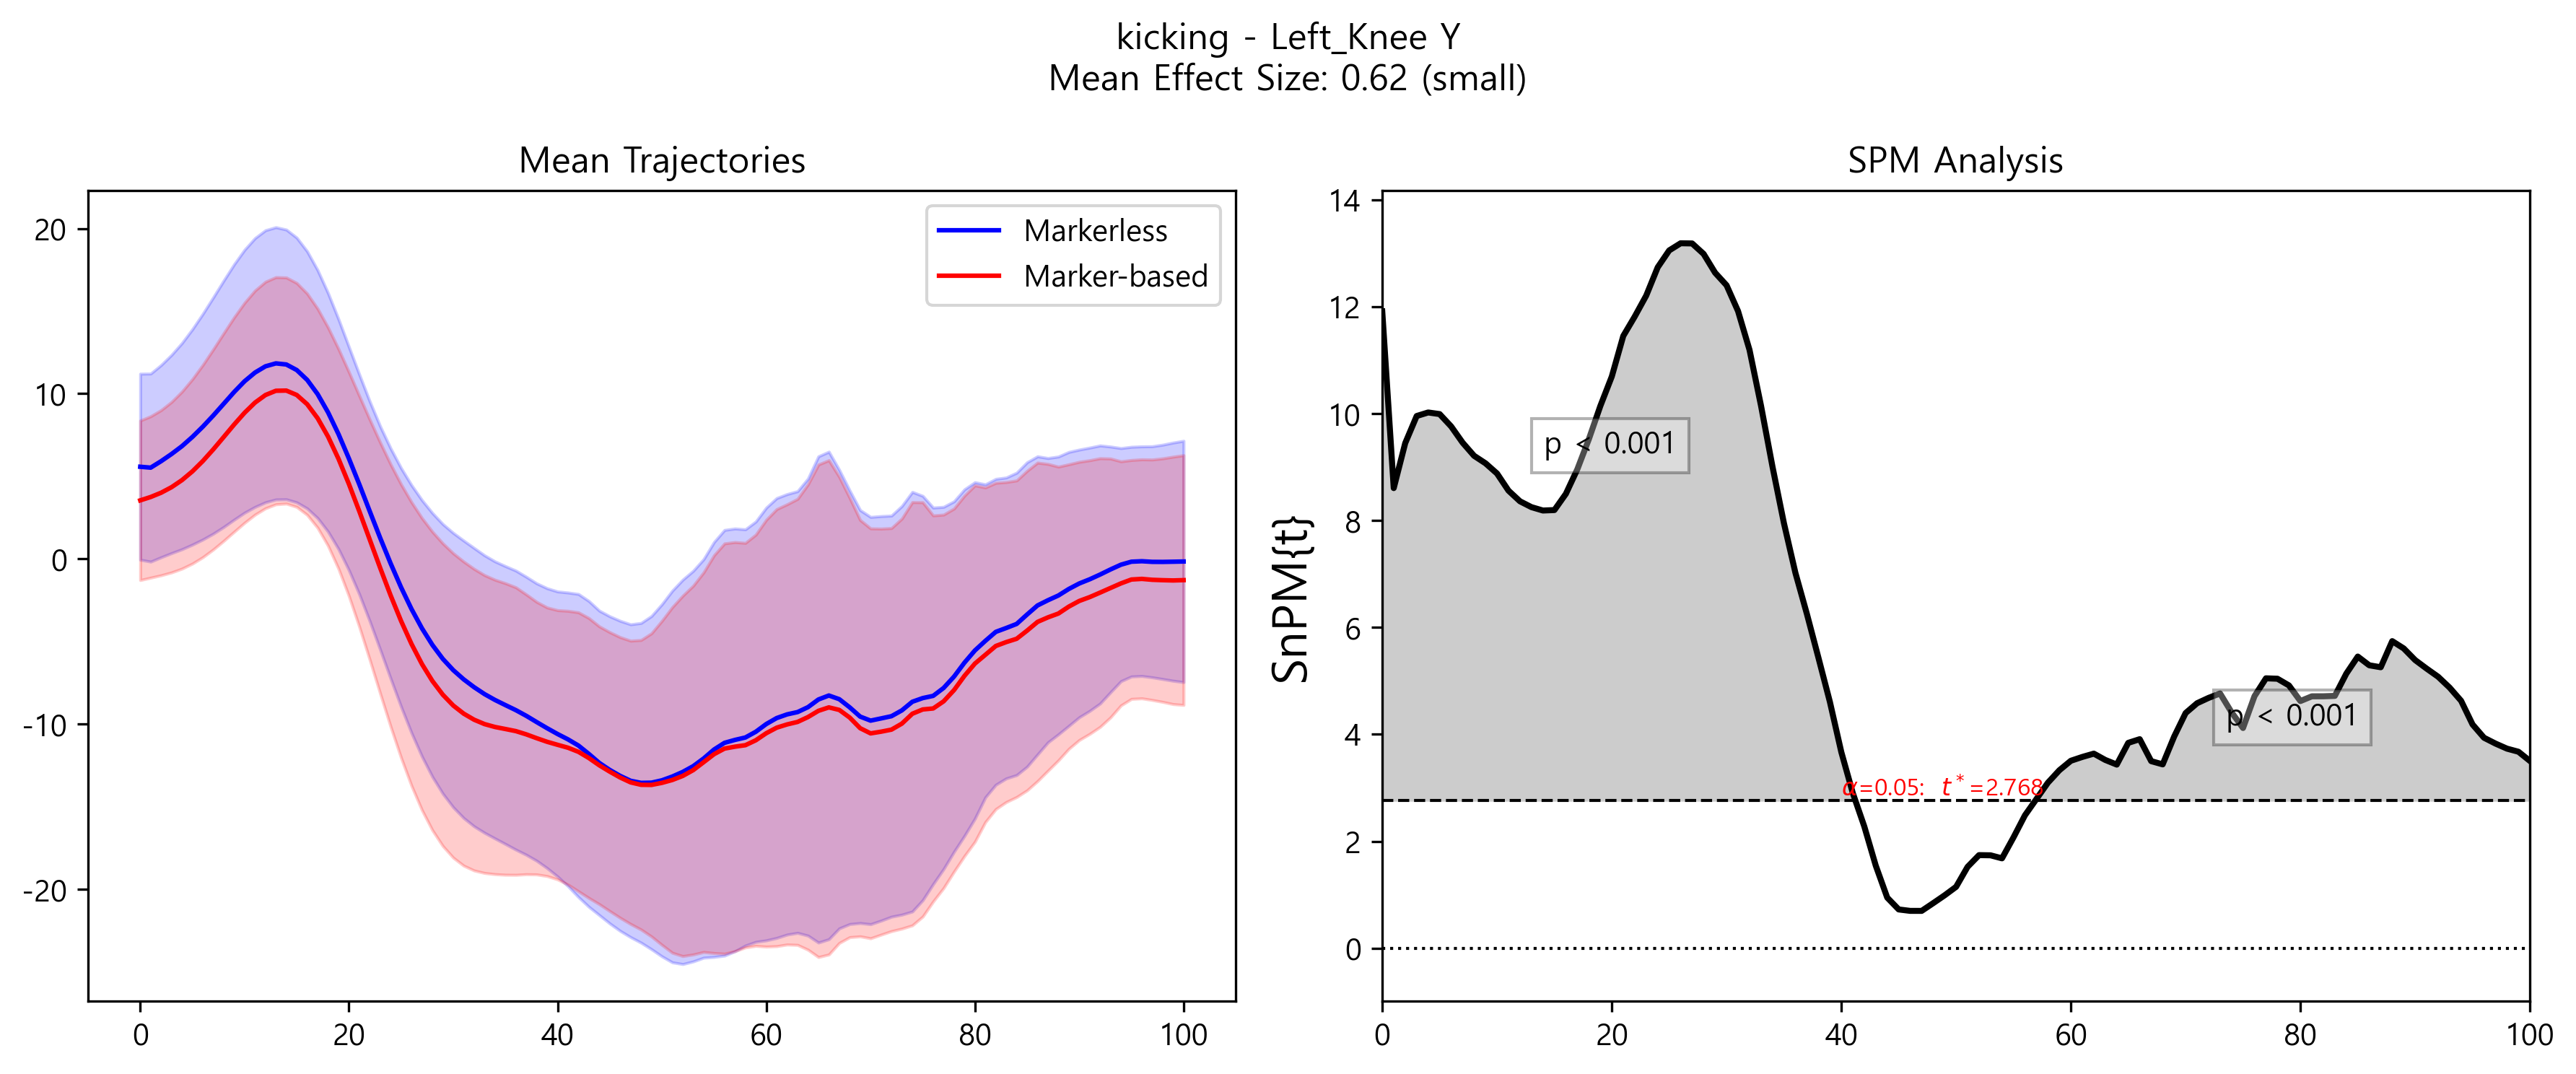 kicking - Left_Knee Y
Mean Effect Size: 0.62 (small)
Mean Trajectories
20
10
0
-10
-20
0 20 40 60 80 100
Markerless
Marker-based
SPM Analysis
SnPM{t}
14
12
10
8
6
4
2
0
0 20 40 60 80 100
p < 0.001
p < 0.001
α=0.05: t*=2.768